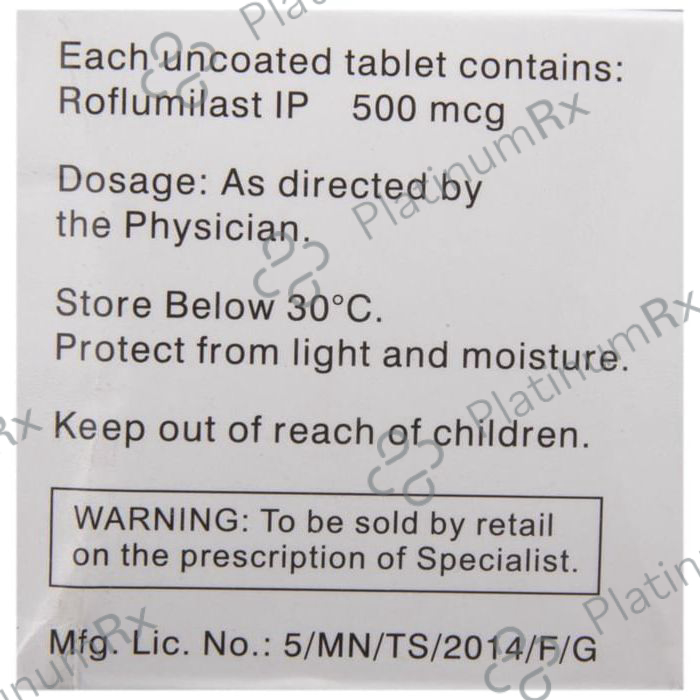 Each uncoated tablet contains:
Roflumilast IP 500 mcg
Dosage: As directed by
the Physician.
Store Below 30°C.
Protect from light and moisture.
Keep out of reach of children.
WARNING: To be sold by retail
on the prescription of Specialist.
Mfg. Lic. No.: 5/MN/TS/2014/F/G
PlatinumRx
PlatinumRx